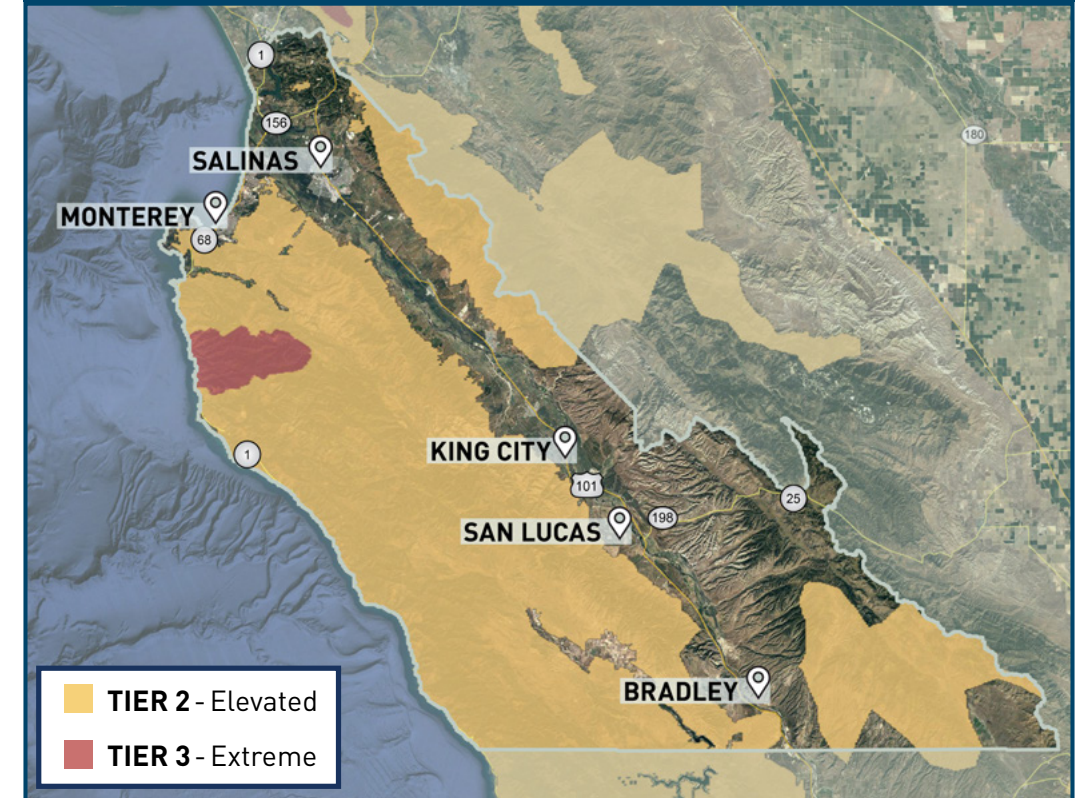 1
156
180
SALINAS
MONTEREY
68
KING CITY
1
101
25
198
SAN LUCAS
BRADLEY
TIER 2 - Elevated
TIER 3 - Extreme